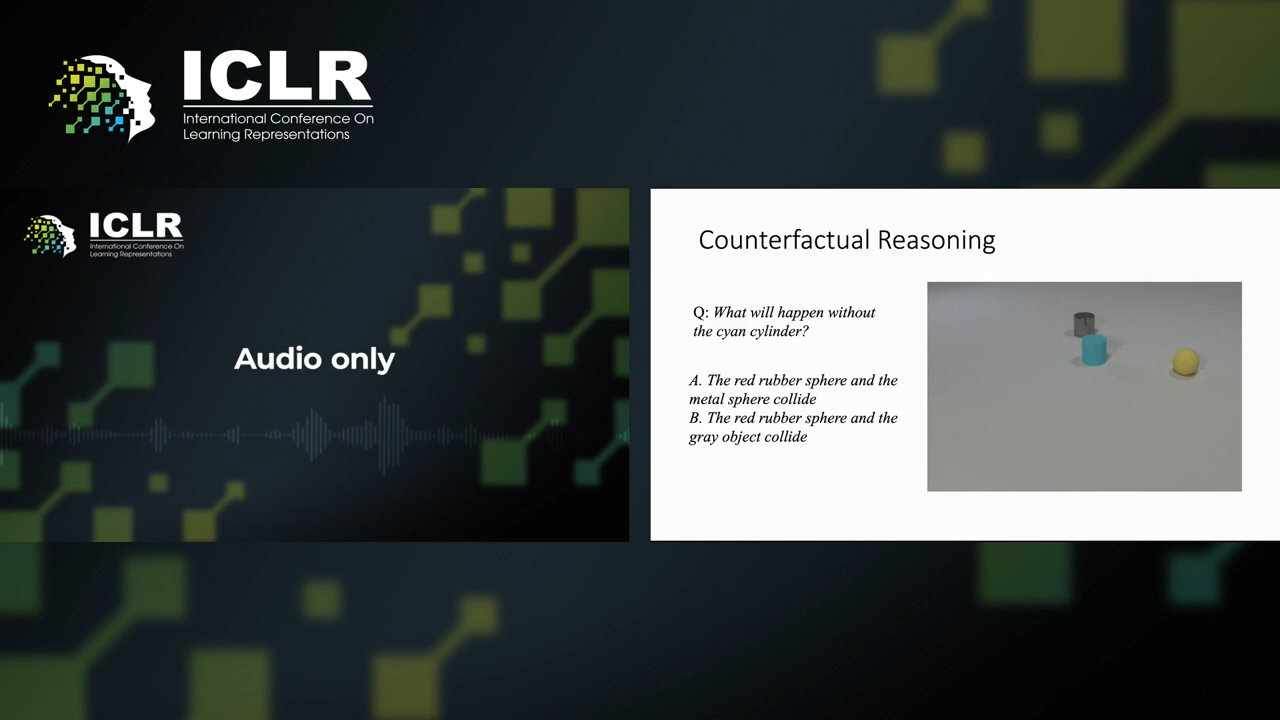 ICLR
International Conference On
Learning Representations
ICLR
International Conference On
Learning Representations
Audio only
Counterfactual Reasoning
Q: What will happen without
the cyan cylinder?
A. The red rubber sphere and the
metal sphere collide
B. The red rubber sphere and the
gray object collide